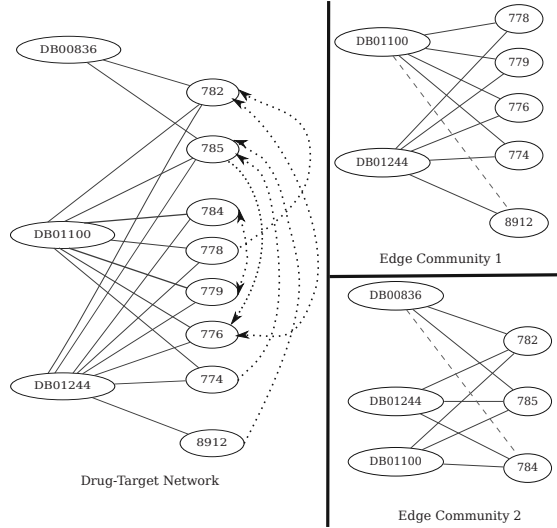 DB00836
782
785
784
DB01100
778
779
776
774
DB01244
8912
Drug-Target Network
778
DB01100
779
776
DB01244
774
8912
Edge Community 1
DB00836
782
DB01244
785
DB01100
784
Edge Community 2